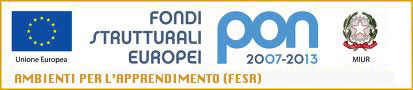 FONDI
STRUTTURALI
EUROPEI
pon
2007-2013
Unione Europea
MIUR
AMBIENTI PER L'APPRENDIMENTO (FESR)